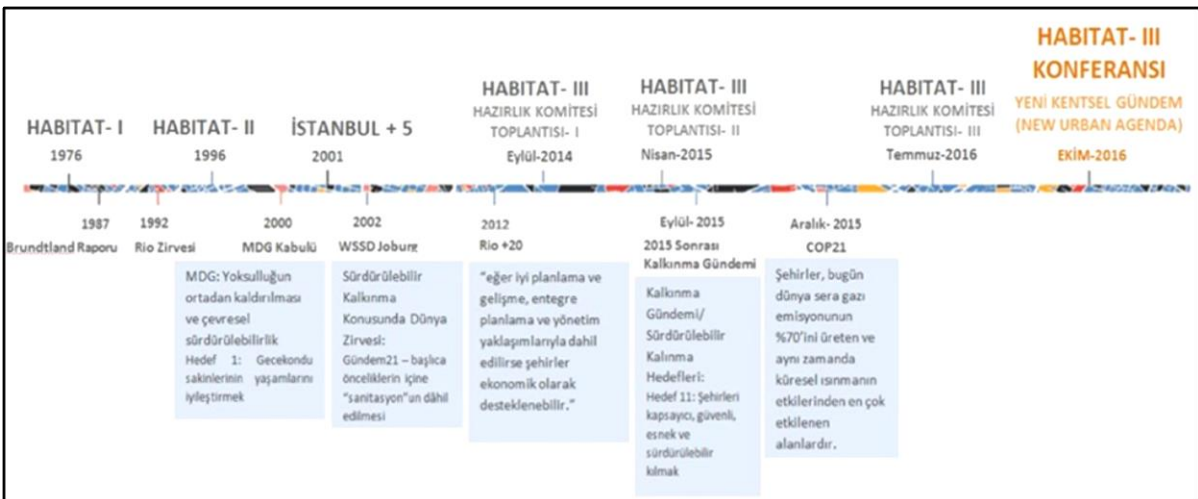 HABITAT- I
1976
HABITAT- II
1996
İSTANBUL + 5
2001
HABITAT- III
HAZIRLIK KOMİTESİ
TOPLANTISI- I
Eylül-2014
HABITAT- III
HAZIRLIK KOMİTESİ
TOPLANTISI- II
Nisan-2015
HABITAT- III
HAZIRLIK KOMİTESİ
TOPLANTISI- III
Temmuz-2016
HABITAT- III
KONFERANSI
YENİ KENTSEL GÜNDEM
(NEW URBAN AGENDA)
EKİM-2016
1987
Brundtland Raporu
1992
Rio Zirvesi
2000
MDG Kabulü
MDG: Yoksulluğun
ortadan kaldırılması
ve çevresel
sürdürülebilirlik
Hedef 1: Gecekondu
sakinlerinin yaşamlarını
iyileştirmek
2002
WSSD Joburg
Sürdürülebilir
Kalkınma
Konusunda Dünya
Zirvesi:
Gündem21 – başlıca
önceliklerin içine
"sanitasyon"un dâhil
edilmesi
2012
Rio +20
"eğer iyi planlama ve
gelişme, entegre
planlama ve yönetim
yaklaşımlarıyla dahil
edilirse şehirler
ekonomik olarak
desteklenebilir."
Eylül- 2015
2015 Sonrası
Kalkınma Gündemi
Kalkınma
Gündemi/
Sürdürülebilir
Kalınma
Hedefleri:
Hedef 11: Şehirleri
kapsayıcı, güvenli,
esnek ve
sürdürülebilir
kılmak
Aralık- 2015
COP21
Şehirler, bugün
dünya sera gazı
emisyonunun
%70'ini üreten ve
aynı zamanda
küresel ısınmanın
etkilerinden en çok
etkilenen
alanlardır.